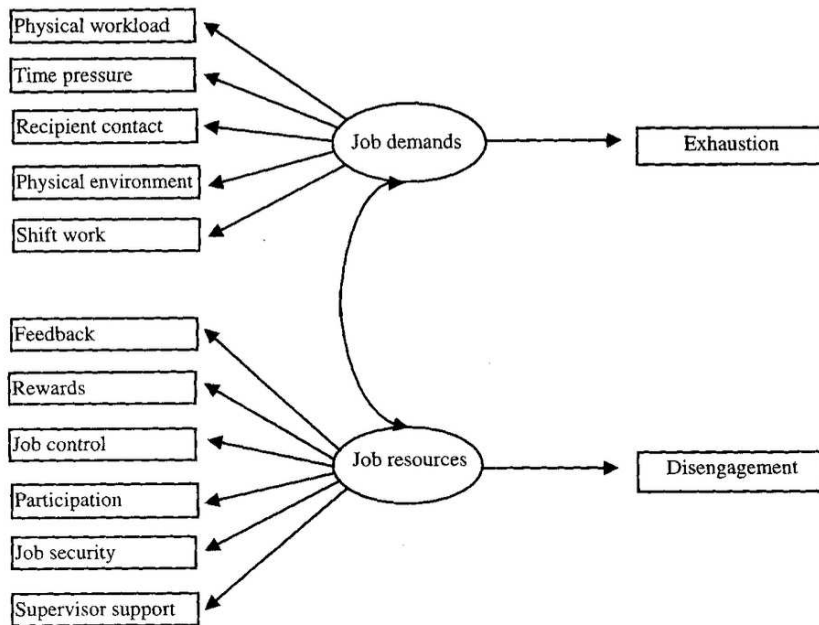 Physical workload
Time pressure
Recipient contact
Physical environment
Shift work
Job demands
Exhaustion
Feedback
Rewards
Job control
Participation
Job security
Supervisor support
Job resources
Disengagement